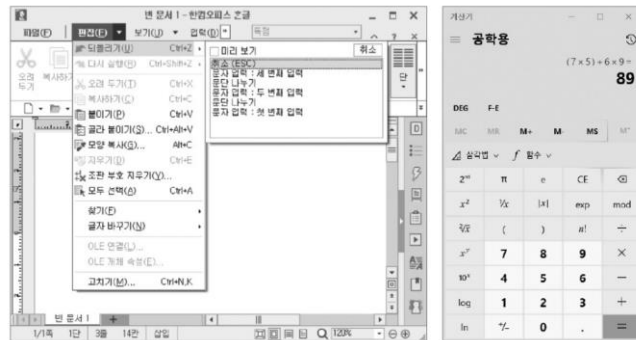 빈 문서 1 - 한컴오피스 한글
파일(F) 편집(E) 보기(U) 입력(D)
되돌리기(U) Ctrl+Z
다시 실행(R) Ctrl+Shift+Z
오려 두기(T) Ctrl+X
복사하기(C) Ctrl+C
붙이기(P) Ctrl+V
골라 붙이기(S)... Ctrl+Alt+V
모양 복사(G)... Alt+C
지우기(D) Ctrl+E
조판 부호 지우기(Y)...
모두 선택(A) Ctrl+A
찾기(F)
글자 바꾸기(N)
OLE 연결(L)...
OLE 개체 속성(E)...
고치기(M)... Ctrl+N,K
미리 보기 취소
취소 (ESC)
문자 입력 : 세 번째 입력
문단 나누기
문자 입력 : 두 번째 입력
문단 나누기
문자 입력 : 첫 번째 입력
오려
두기
복사하기
단
빈 문서 1
1/1쪽 1단 3줄 14칸 삽입 120%
계산기
공학용
(7 × 5) + 6 × 9 =
89
DEG F-E
MC MR M+ M- MS M˅
삼각법 f 함수
2ⁿᵈ π e CE
x² ¹/x |x| exp mod
²√x ( ) n! ÷
xʸ 7 8 9 ×
10ˣ 4 5 6 −
log 1 2 3 +
ln +/- 0 . =